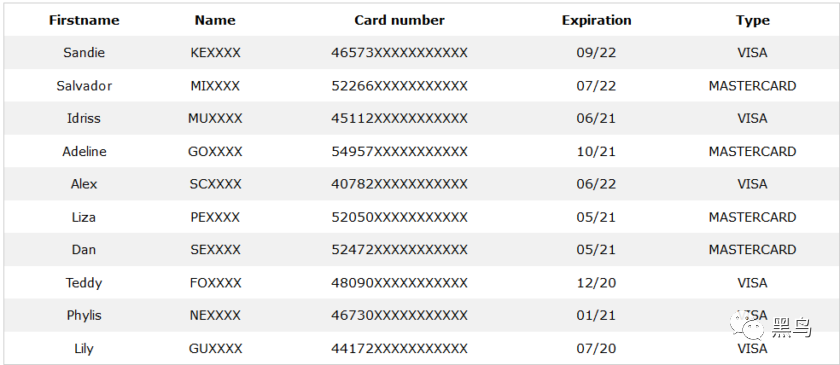 Firstname Name Card number Expiration Type
Sandie KEXXXX 46573XXXXXXXXXXX 09/22 VISA
Salvador MIXXXX 52266XXXXXXXXXXX 07/22 MASTERCARD
Idriss MUXXXX 45112XXXXXXXXXXX 06/21 VISA
Adeline GOXXXX 54957XXXXXXXXXXX 10/21 MASTERCARD
Alex SCXXXX 40782XXXXXXXXXXX 06/22 VISA
Liza PEXXXX 52050XXXXXXXXXXX 05/21 MASTERCARD
Dan SEXXXX 52472XXXXXXXXXXX 05/21 MASTERCARD
Teddy FOXXXX 48090XXXXXXXXXXX 12/20 VISA
Phylis NEXXXX 46730XXXXXXXXXXX 01/21 VISA
黑鸟
Lily GUXXXX 44172XXXXXXXXXXX 07/20 VISA